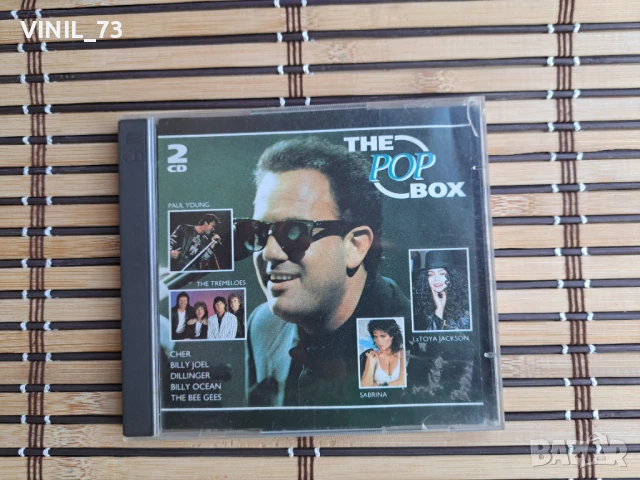 VINIL_73
2
CD
THE
POP
BOX
PAUL YOUNG
THE TREMELOES
LaTOYA JACKSON
SABRINA
CHER
BILLY JOEL
DILLINGER
BILLY OCEAN
THE BEE GEES
CD
BAZAR